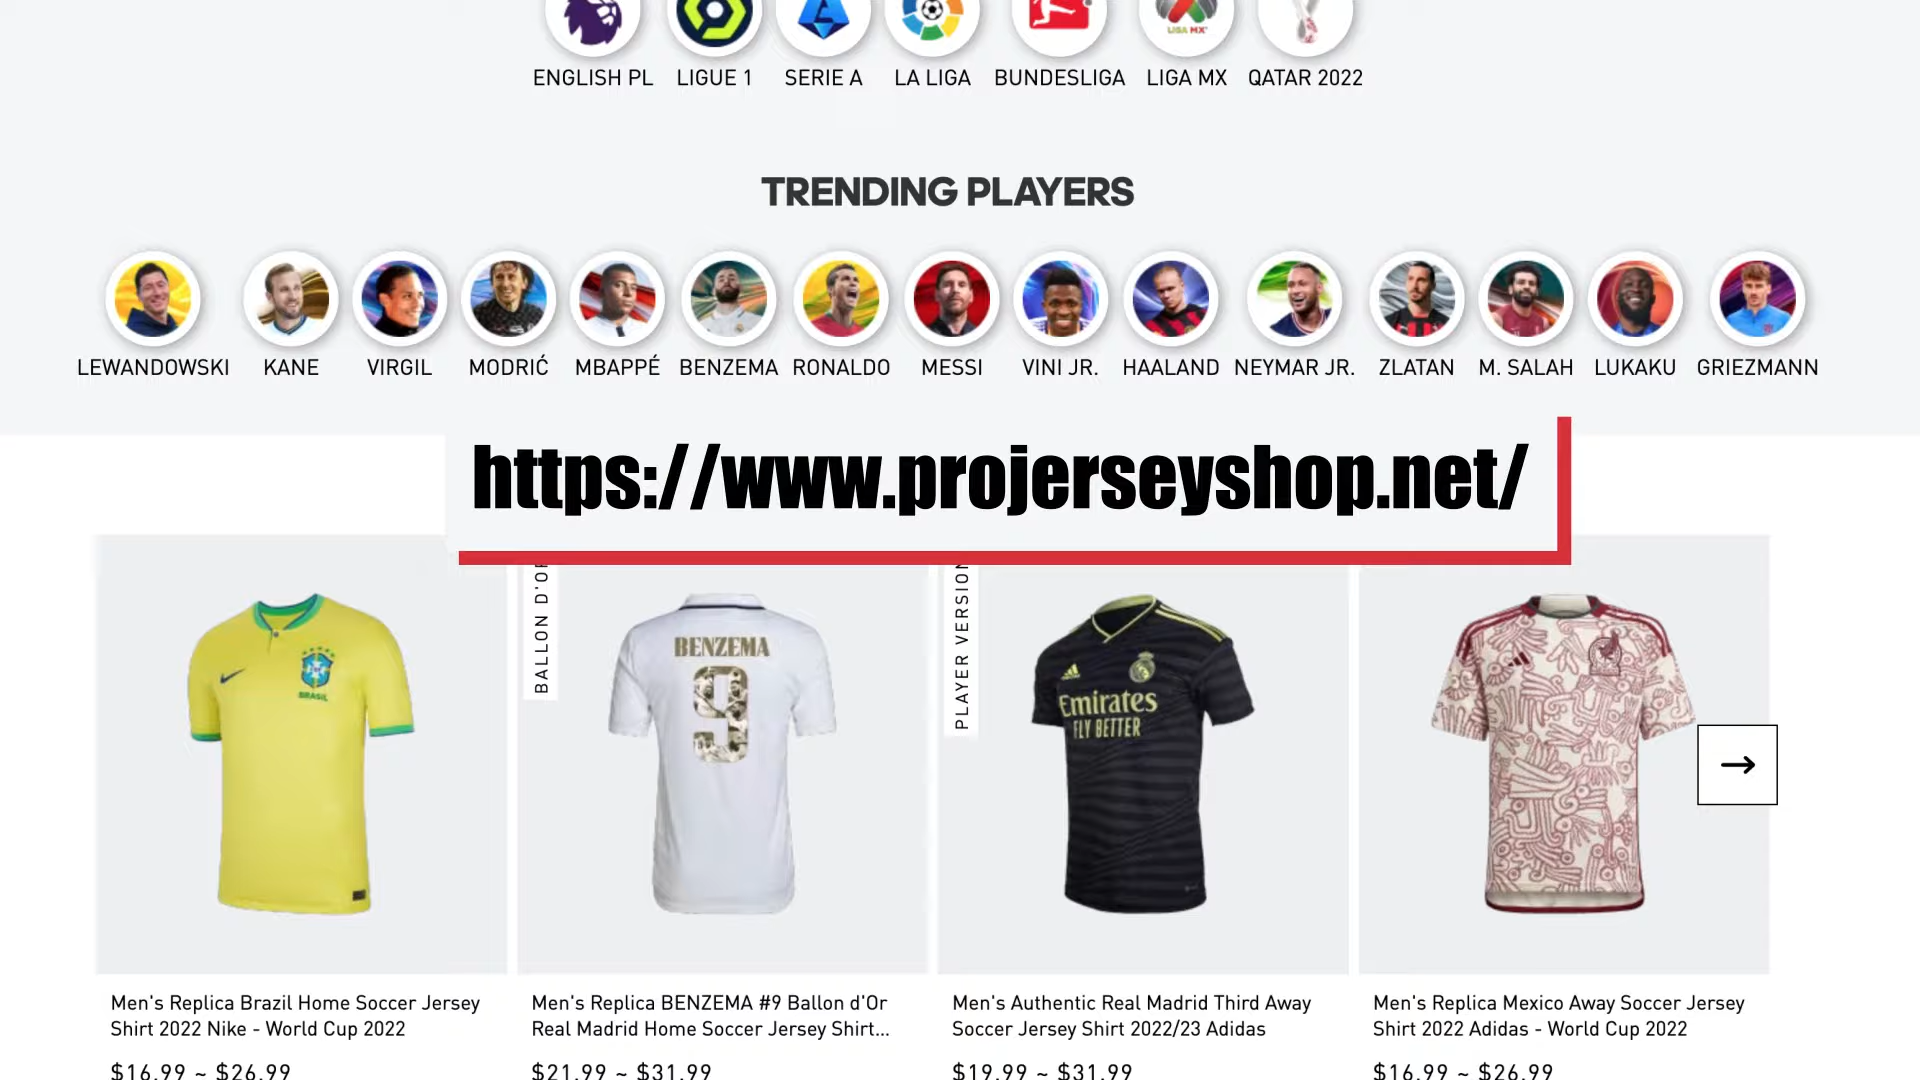 LIGA MX
ENGLISH PL LIGUE 1 SERIE A LA LIGA BUNDESLIGA LIGA MX QATAR 2022
TRENDING PLAYERS
LEWANDOWSKI KANE VIRGIL MODRIĆ MBAPPÉ BENZEMA RONALDO MESSI VINI JR. HAALAND NEYMAR JR. ZLATAN M. SALAH LUKAKU GRIEZMANN
https://www.projerseyshop.net/
BRASIL
BALLON D'O
BENZEMA
9
PLAYER VERSION
Emirates
FLY BETTER
Men's Replica Brazil Home Soccer Jersey
Shirt 2022 Nike - World Cup 2022
$16.99 ~ $26.99
Men's Replica BENZEMA #9 Ballon d'Or
Real Madrid Home Soccer Jersey Shirt...
$21.99 ~ $31.99
Men's Authentic Real Madrid Third Away
Soccer Jersey Shirt 2022/23 Adidas
$19.99 ~ $31.99
Men's Replica Mexico Away Soccer Jersey
Shirt 2022 Adidas - World Cup 2022
$16.99 ~ $26.99